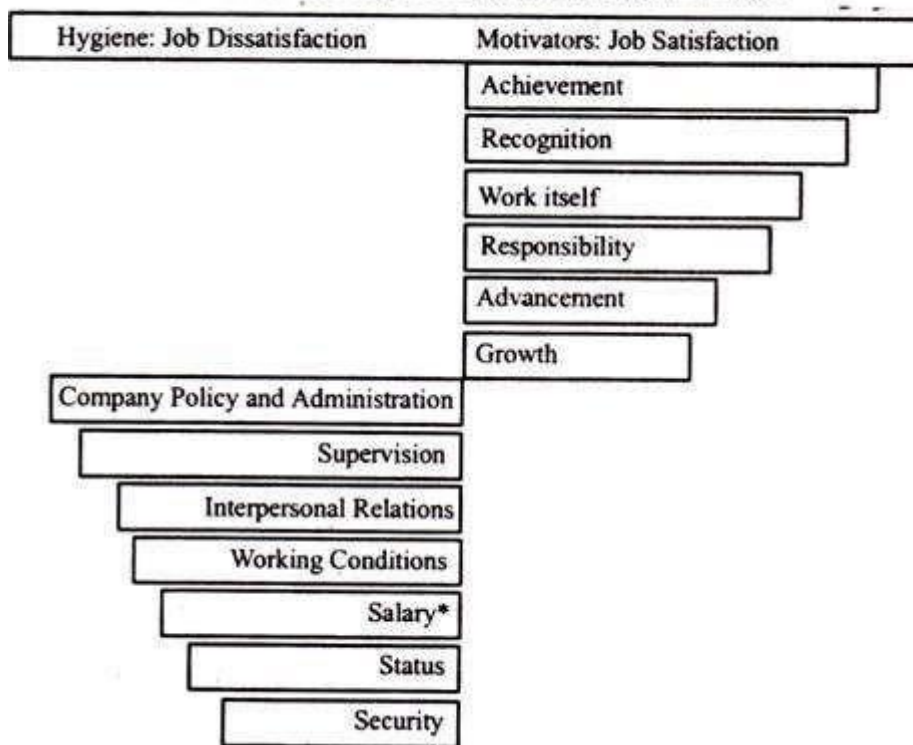 Hygiene: Job Dissatisfaction Motivators: Job Satisfaction
Achievement
Recognition
Work itself
Responsibility
Advancement
Growth
Company Policy and Administration
Supervision
Interpersonal Relations
Working Conditions
Salary*
Status
Security